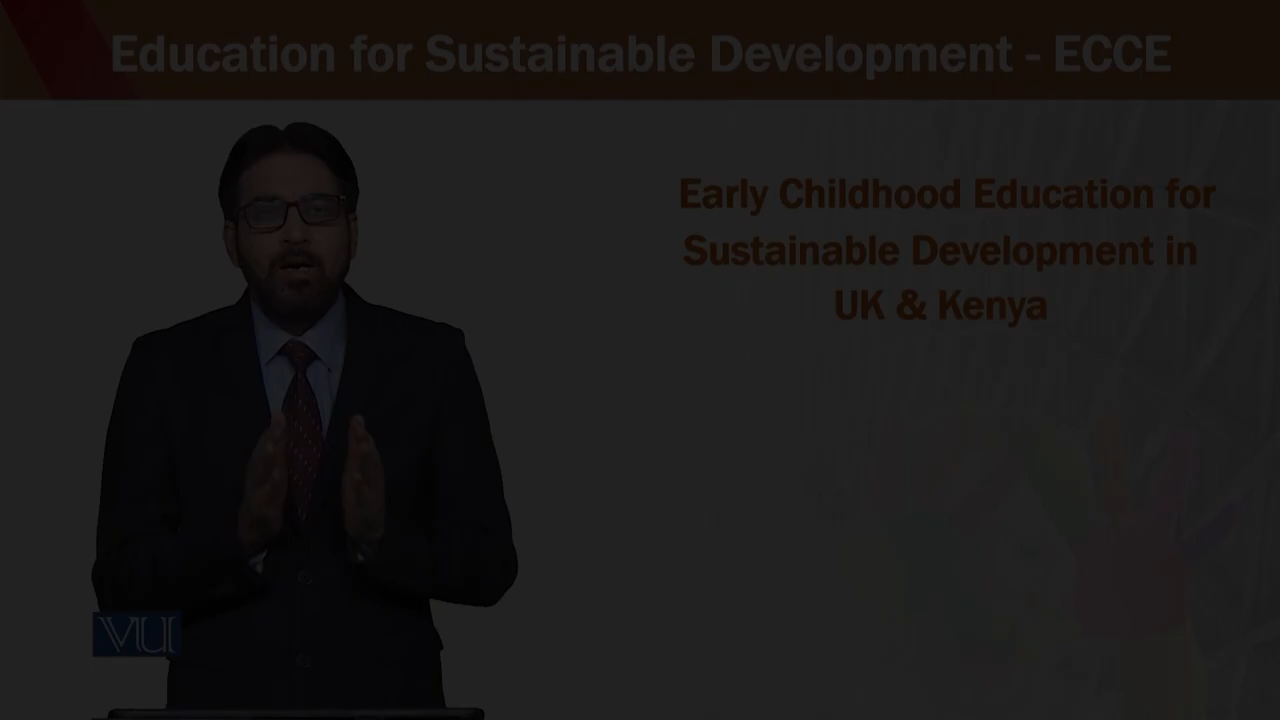 Education for Sustainable Development - ECCE
Early Childhood Education for
Sustainable Development in
UK & Kenya
VU